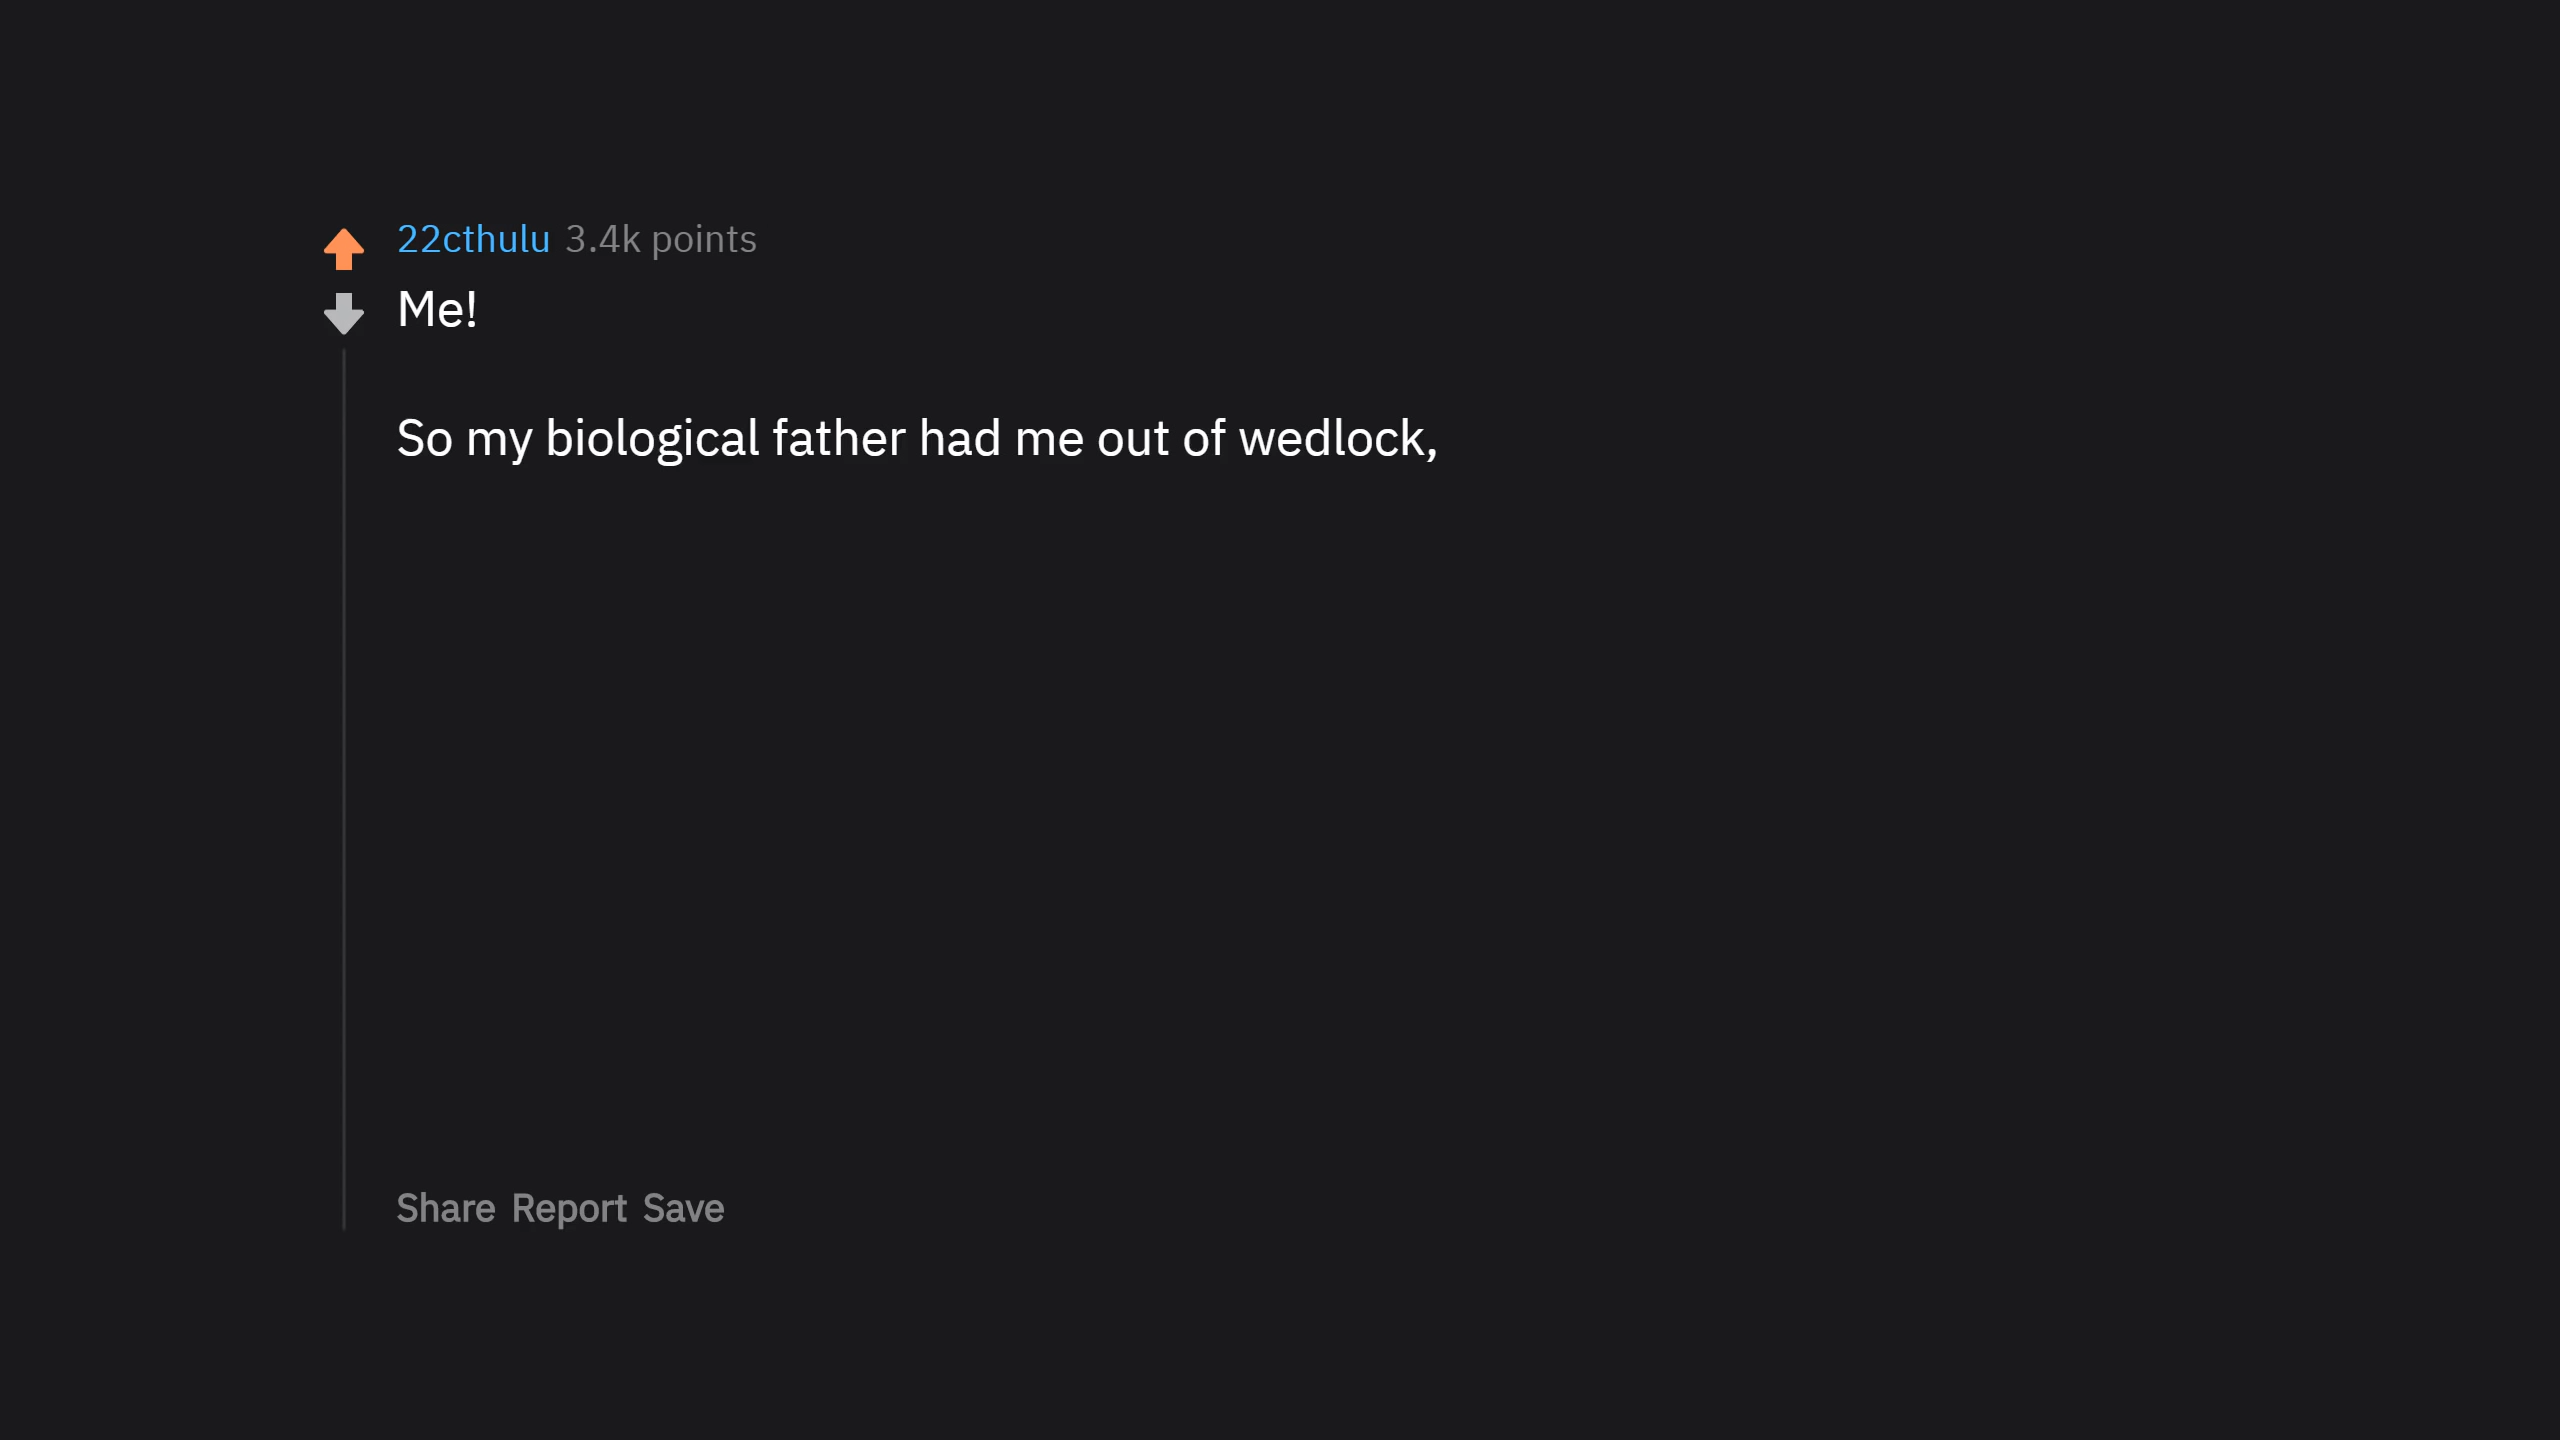 22cthulu 3.4k points
Me!
So my biological father had me out of wedlock,
Share Report Save